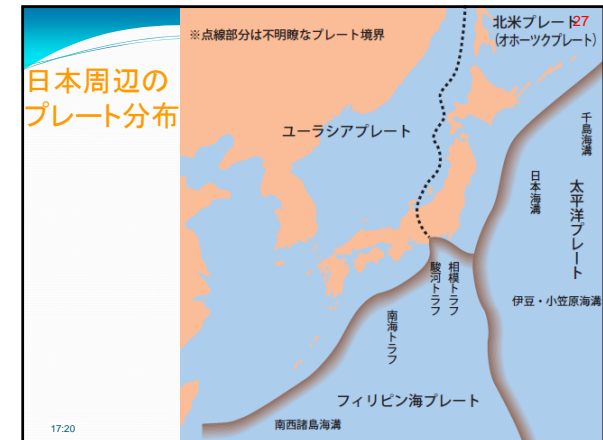 日本周辺の
プレート分布
※点線部分は不明瞭なプレート境界
北米プレート
27
(オホーツクプレート)
ユーラシアプレート
千島海溝
日本海溝
太平洋プレート
伊豆・小笠原海溝
相模トラフ
駿河トラフ
南海トラフ
フィリピン海プレート
南西諸島海溝
17:20